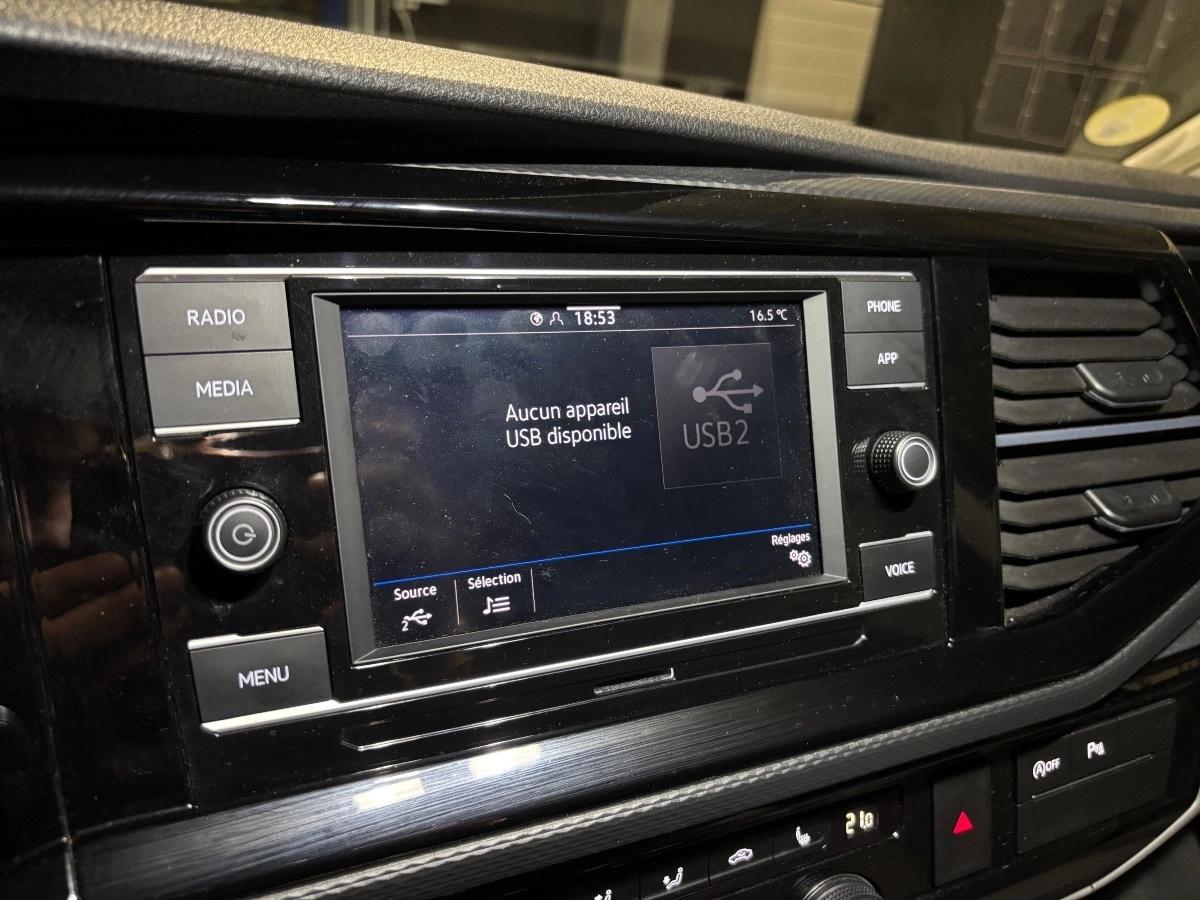 RADIO
MEDIA
MENU
18:53
16.5 °C
Aucun appareil
USB disponible
USB2
Réglages
Source
Sélection
2
PHONE
APP
VOICE
A OFF
P
21.0